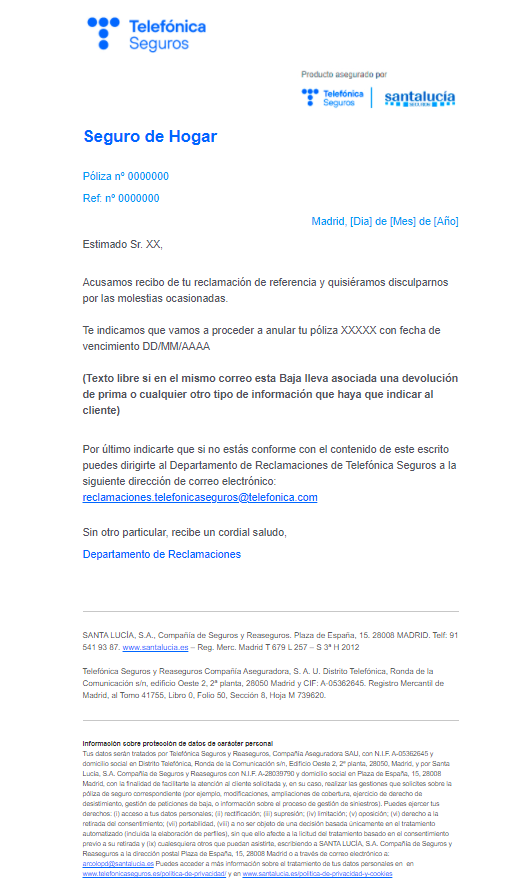 Telefónica
Seguros
Producto asegurado por
Telefónica
Seguros
santalucía
SEGUROS
Seguro de Hogar
Póliza nº 0000000
Ref: nº 0000000
Madrid, [Dia] de [Mes] de [Año]
Estimado Sr. XX,
Acusamos recibo de tu reclamación de referencia y quisiéramos disculparnos
por las molestias ocasionadas.
Te indicamos que vamos a proceder a anular tu póliza XXXXX con fecha de
vencimiento DD/MM/AAAA
(Texto libre si en el mismo correo esta Baja lleva asociada una devolución
de prima o cualquier otro tipo de información que haya que indicar al
cliente)
Por último indicarte que si no estás conforme con el contenido de este escrito
puedes dirigirte al Departamento de Reclamaciones de Telefónica Seguros a la
siguiente dirección de correo electrónico:
reclamaciones.telefonicaseguros@telefonica.com
Sin otro particular, recibe un cordial saludo,
Departamento de Reclamaciones
SANTA LUCÍA, S.A., Compañía de Seguros y Reaseguros. Plaza de España, 15. 28008 MADRID. Telf: 91
541 93 87. www.santalucia.es – Reg. Merc. Madrid T 679 L 257 – S 3ª H 2012
Telefónica Seguros y Reaseguros Compañía Aseguradora, S. A. U. Distrito Telefónica, Ronda de la
Comunicación s/n, edificio Oeste 2, 2ª planta, 28050 Madrid y CIF: A-05362645. Registro Mercantil de
Madrid, al Tomo 41755, Libro 0, Folio 50, Sección 8, Hoja M 739620.
Información sobre protección de datos de carácter personal
Tus datos serán tratados por Telefónica Seguros y Reaseguros, Compañía Aseguradora SAU, con N.I.F. A-05362645 y
domicilio social en Distrito Telefónica, Ronda de la Comunicación s/n, Edificio Oeste 2, 2ª planta, 28050, Madrid, y por Santa
Lucía, S.A. Compañía de Seguros y Reaseguros con N.I.F. A-28039790 y domicilio social en Plaza de España, 15, 28008
Madrid, con la finalidad de facilitarte la atención al cliente solicitada y, en su caso, realizar las gestiones que solicites sobre la
póliza de seguro correspondiente (por ejemplo, modificaciones, ampliaciones de cobertura, ejercicio de derecho de
desistimiento, gestión de peticiones de baja, o información sobre el proceso de gestión de siniestros). Puedes ejercer tus
derechos: (i) acceso a tus datos personales; (ii) rectificación; (iii) supresión; (iv) limitación; (v) oposición; (vi) derecho a la
retirada del consentimiento; (vii) portabilidad, (viii) a no ser objeto de una decisión basada únicamente en el tratamiento
automatizado (incluida la elaboración de perfiles), sin que ello afecte a la licitud del tratamiento basado en el consentimiento
previo a su retirada y (ix) cualesquiera otros que puedan asistirte, escribiendo a SANTA LUCÍA, S.A. Compañía de Seguros y
Reaseguros a la dirección postal Plaza de España, 15, 28008 Madrid o a través de correo electrónico a:
arcolopd@santalucia.es Puedes acceder a más información sobre el tratamiento de tus datos personales en en
www.telefonicaseguros.es/politica-de-privacidad/ y en www.santalucia.es/politica-de-privacidad-y-cookies